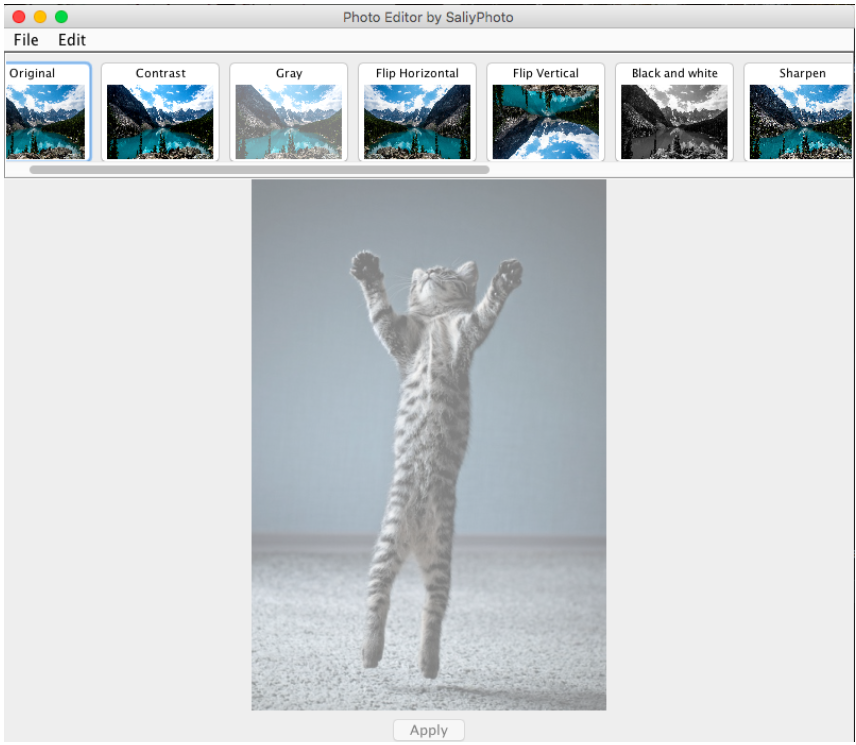 Photo Editor by SaliyPhoto
File Edit
Original Contrast Gray Flip Horizontal Flip Vertical Black and white Sharpen
Apply